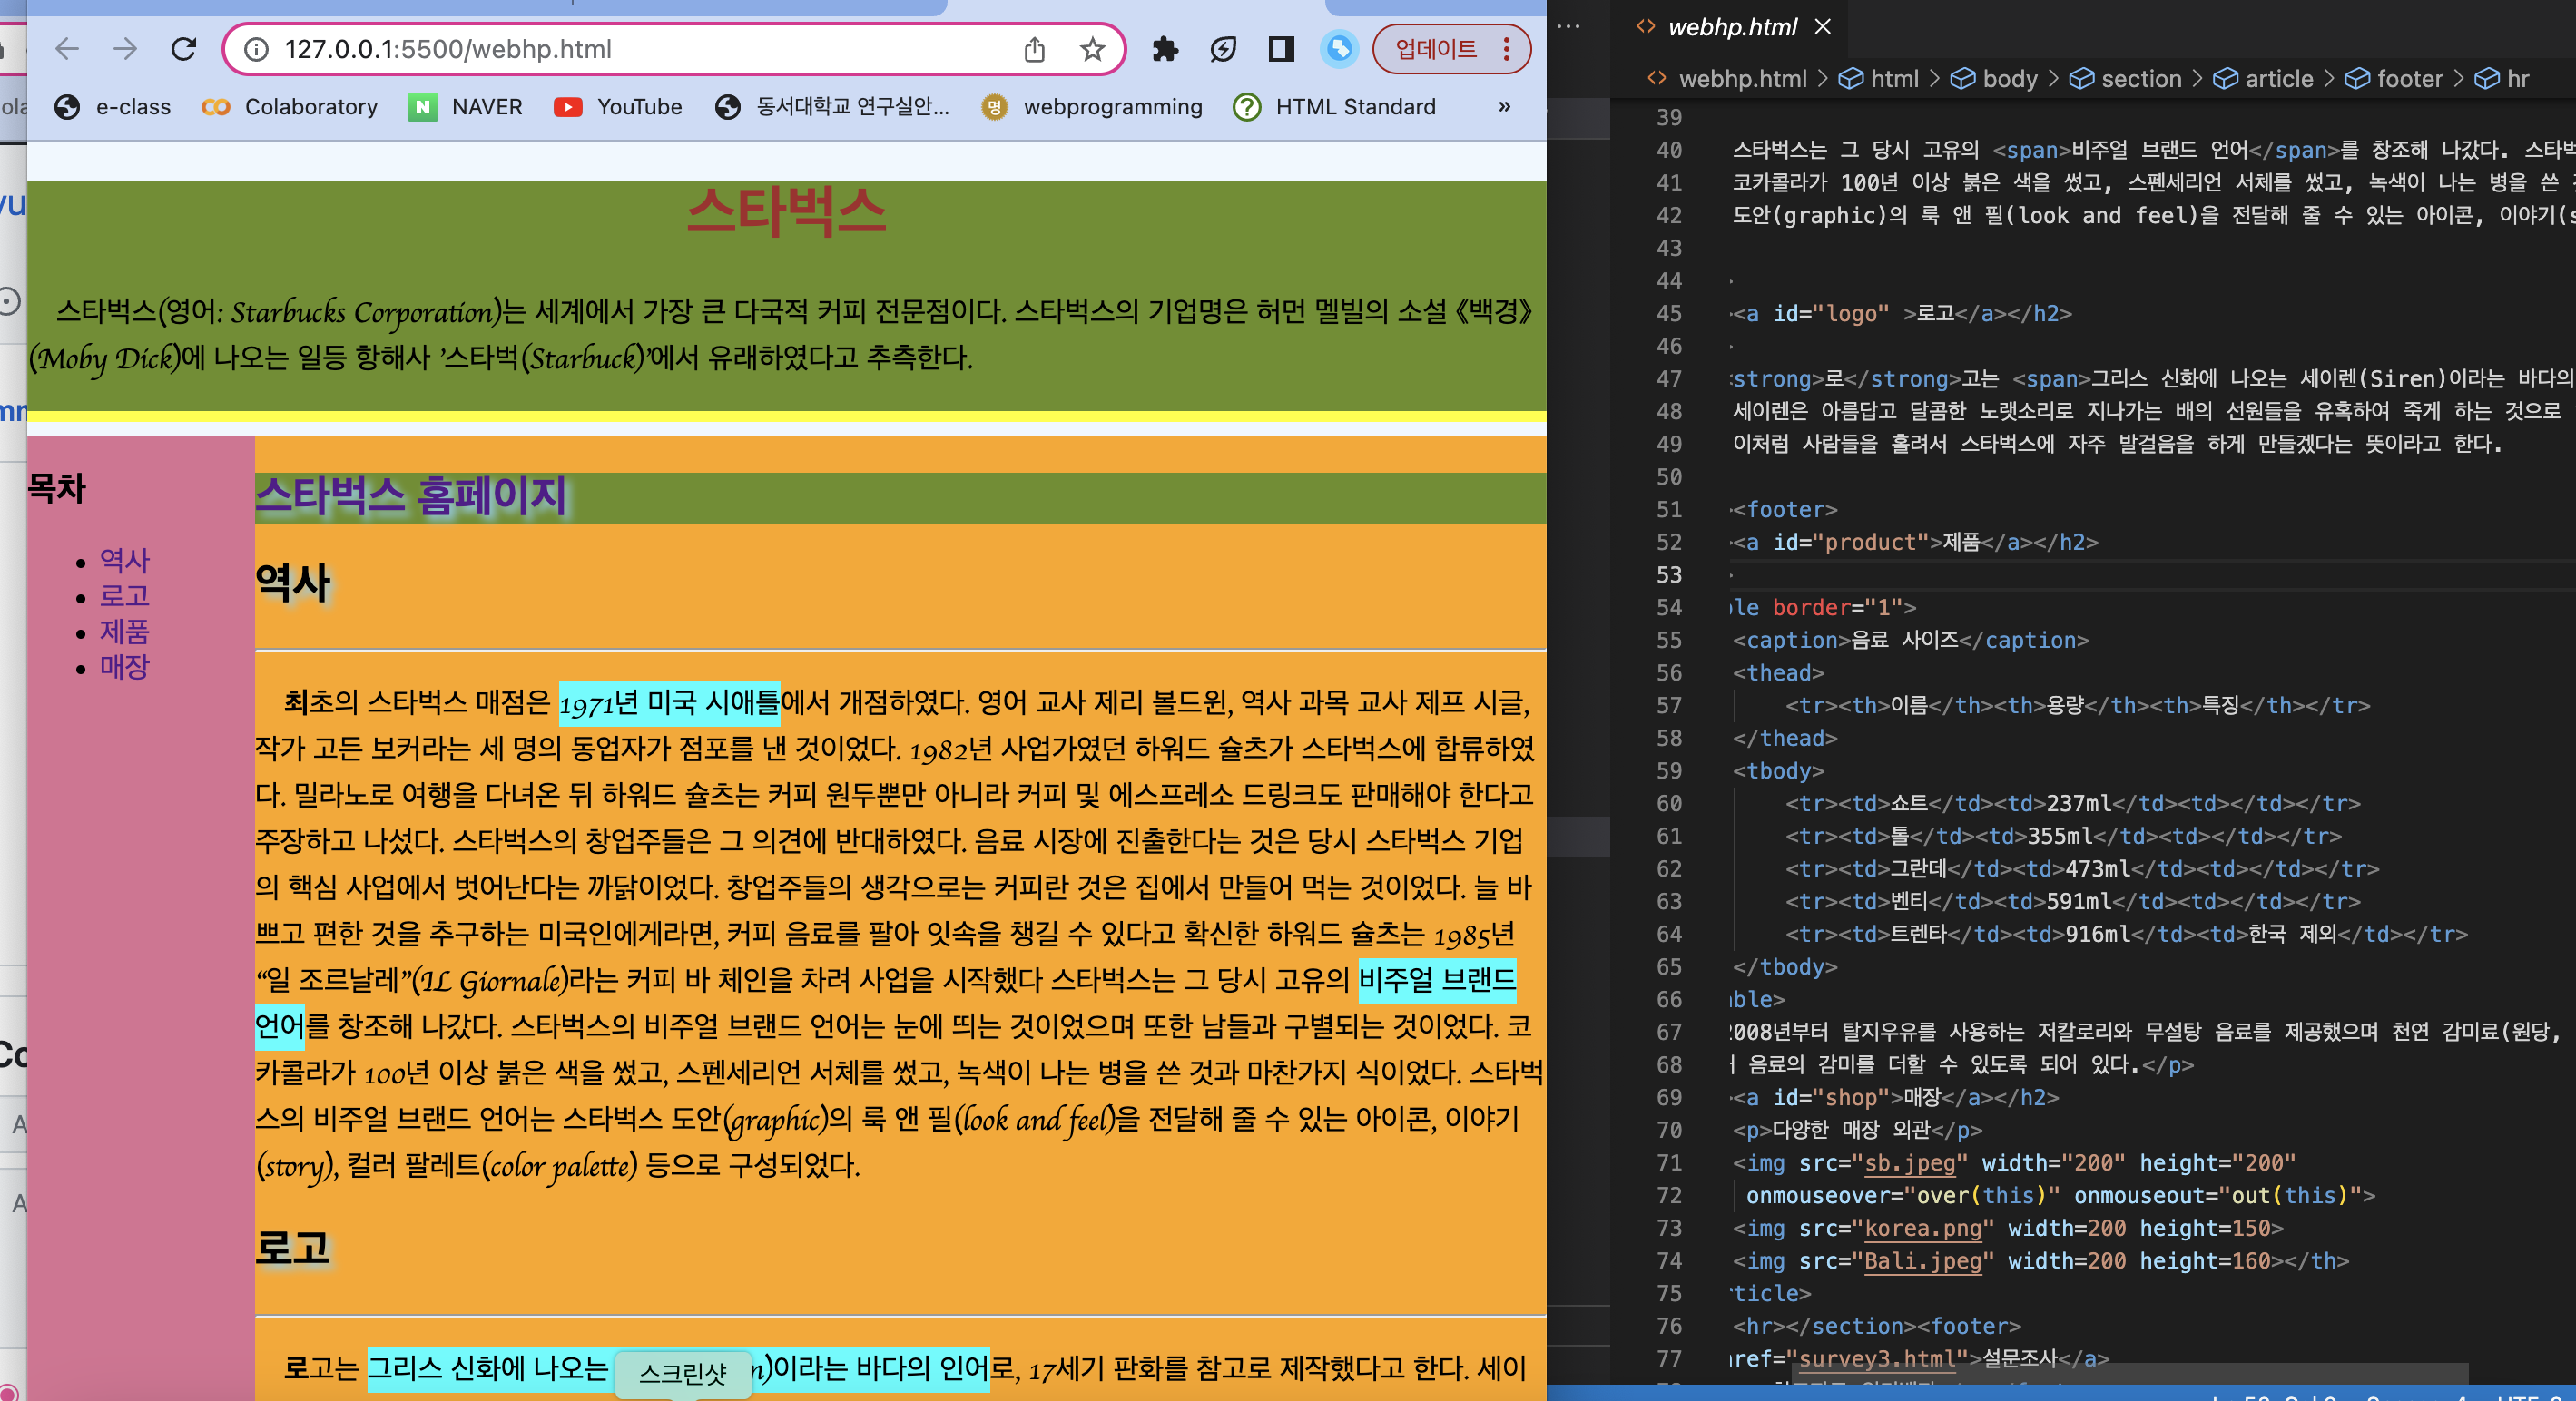 127.0.0.1:5500/webhp.html
업데이트
e-class
Colaboratory
NAVER
YouTube
동서대학교 연구실안...
명
webprogramming
HTML Standard
»
스타벅스
스타벅스(영어: Starbucks Corporation)는 세계에서 가장 큰 다국적 커피 전문점이다. 스타벅스의 기업명은 허먼 멜빌의 소설 《백경》
(Moby Dick)에 나오는 일등 항해사 '스타벅(Starbuck)'에서 유래하였다고 추측한다.
목차
역사
로고
제품
매장
스타벅스 홈페이지
역사
최초의 스타벅스 매점은 1971년 미국 시애틀에서 개점하였다. 영어 교사 제리 볼드윈, 역사 과목 교사 제프 시글,
작가 고든 보커라는 세 명의 동업자가 점포를 낸 것이었다. 1982년 사업가였던 하워드 슐츠가 스타벅스에 합류하였
다. 밀라노로 여행을 다녀온 뒤 하워드 슐츠는 커피 원두뿐만 아니라 커피 및 에스프레소 드링크도 판매해야 한다고
주장하고 나섰다. 스타벅스의 창업주들은 그 의견에 반대하였다. 음료 시장에 진출한다는 것은 당시 스타벅스 기업
의 핵심 사업에서 벗어난다는 까닭이었다. 창업주들의 생각으로는 커피란 것은 집에서 만들어 먹는 것이었다. 늘 바
쁘고 편한 것을 추구하는 미국인에게라면, 커피 음료를 팔아 잇속을 챙길 수 있다고 확신한 하워드 슐츠는 1985년
“일 조르날레”(IL Giornale)라는 커피 바 체인을 차려 사업을 시작했다 스타벅스는 그 당시 고유의 비주얼 브랜드
언어를 창조해 나갔다. 스타벅스의 비주얼 브랜드 언어는 눈에 띄는 것이었으며 또한 남들과 구별되는 것이었다. 코
카콜라가 100년 이상 붉은 색을 썼고, 스펜세리언 서체를 썼고, 녹색이 나는 병을 쓴 것과 마찬가지 식이었다. 스타벅
스의 비주얼 브랜드 언어는 스타벅스 도안(graphic)의 룩 앤 필(look and feel)을 전달해 줄 수 있는 아이콘, 이야기
(story), 컬러 팔레트(color palette) 등으로 구성되었다.
로고
로고는 그리스 신화에 나오는 n)이라는 바다의 인어로, 17세기 판화를 참고로 제작했다고 한다. 세이
스크린샷
webhp.html
webhp.html > html > body > section > article > footer > hr
39
40 스타벅스는 그 당시 고유의 <span>비주얼 브랜드 언어</span>를 창조해 나갔다.
41 코카콜라가 100년 이상 붉은 색을 썼고, 스펜세리언 서체를 썼고, 녹색이 나는 병을 쓴
42 도안(graphic)의 룩 앤 필(look and feel)을 전달해 줄 수 있는 아이콘, 이야기(s
43
44
45 <a id="logo" >로고</a></h2>
46
47 <strong>로</strong>고는 <span>그리스 신화에 나오는 세이렌(Siren)이라는 바다의
48 세이렌은 아름답고 달콤한 노랫소리로 지나가는 배의 선원들을 유혹하여 죽게 하는 것으로
49 이처럼 사람들을 홀려서 스타벅스에 자주 발걸음을 하게 만들겠다는 뜻이라고 한다.
50
51 <footer>
52 <a id="product">제품</a></h2>
53
54 le border="1">
55 <caption>음료 사이즈</caption>
56 <thead>
57 <tr><th>이름</th><th>용량</th><th>특징</th></tr>
58 </thead>
59 <tbody>
60 <tr><td>쇼트</td><td>237ml</td><td></td></tr>
61 <tr><td>톨</td><td>355ml</td><td></td></tr>
62 <tr><td>그란데</td><td>473ml</td><td></td></tr>
63 <tr><td>벤티</td><td>591ml</td><td></td></tr>
64 <tr><td>트렌타</td><td>916ml</td><td>한국 제외</td></tr>
65 </tbody>
66 ble>
67 2008년부터 탈지우유를 사용하는 저칼로리와 무설탕 음료를 제공했으며 천연 감미료(원당,
68 음료의 감미를 더할 수 있도록 되어 있다.</p>
69 <a id="shop">매장</a></h2>
70 <p>다양한 매장 외관</p>
71 <img src="sb.jpeg" width="200" height="200"
72 onmouseover="over(this)" onmouseout="out(this)">
73 <img src="korea.png" width=200 height=150>
74 <img src="Bali.jpeg" width=200 height=160></th>
75 rticle>
76 <hr></section><footer>
77 ref="survey3.html">설문조사</a>